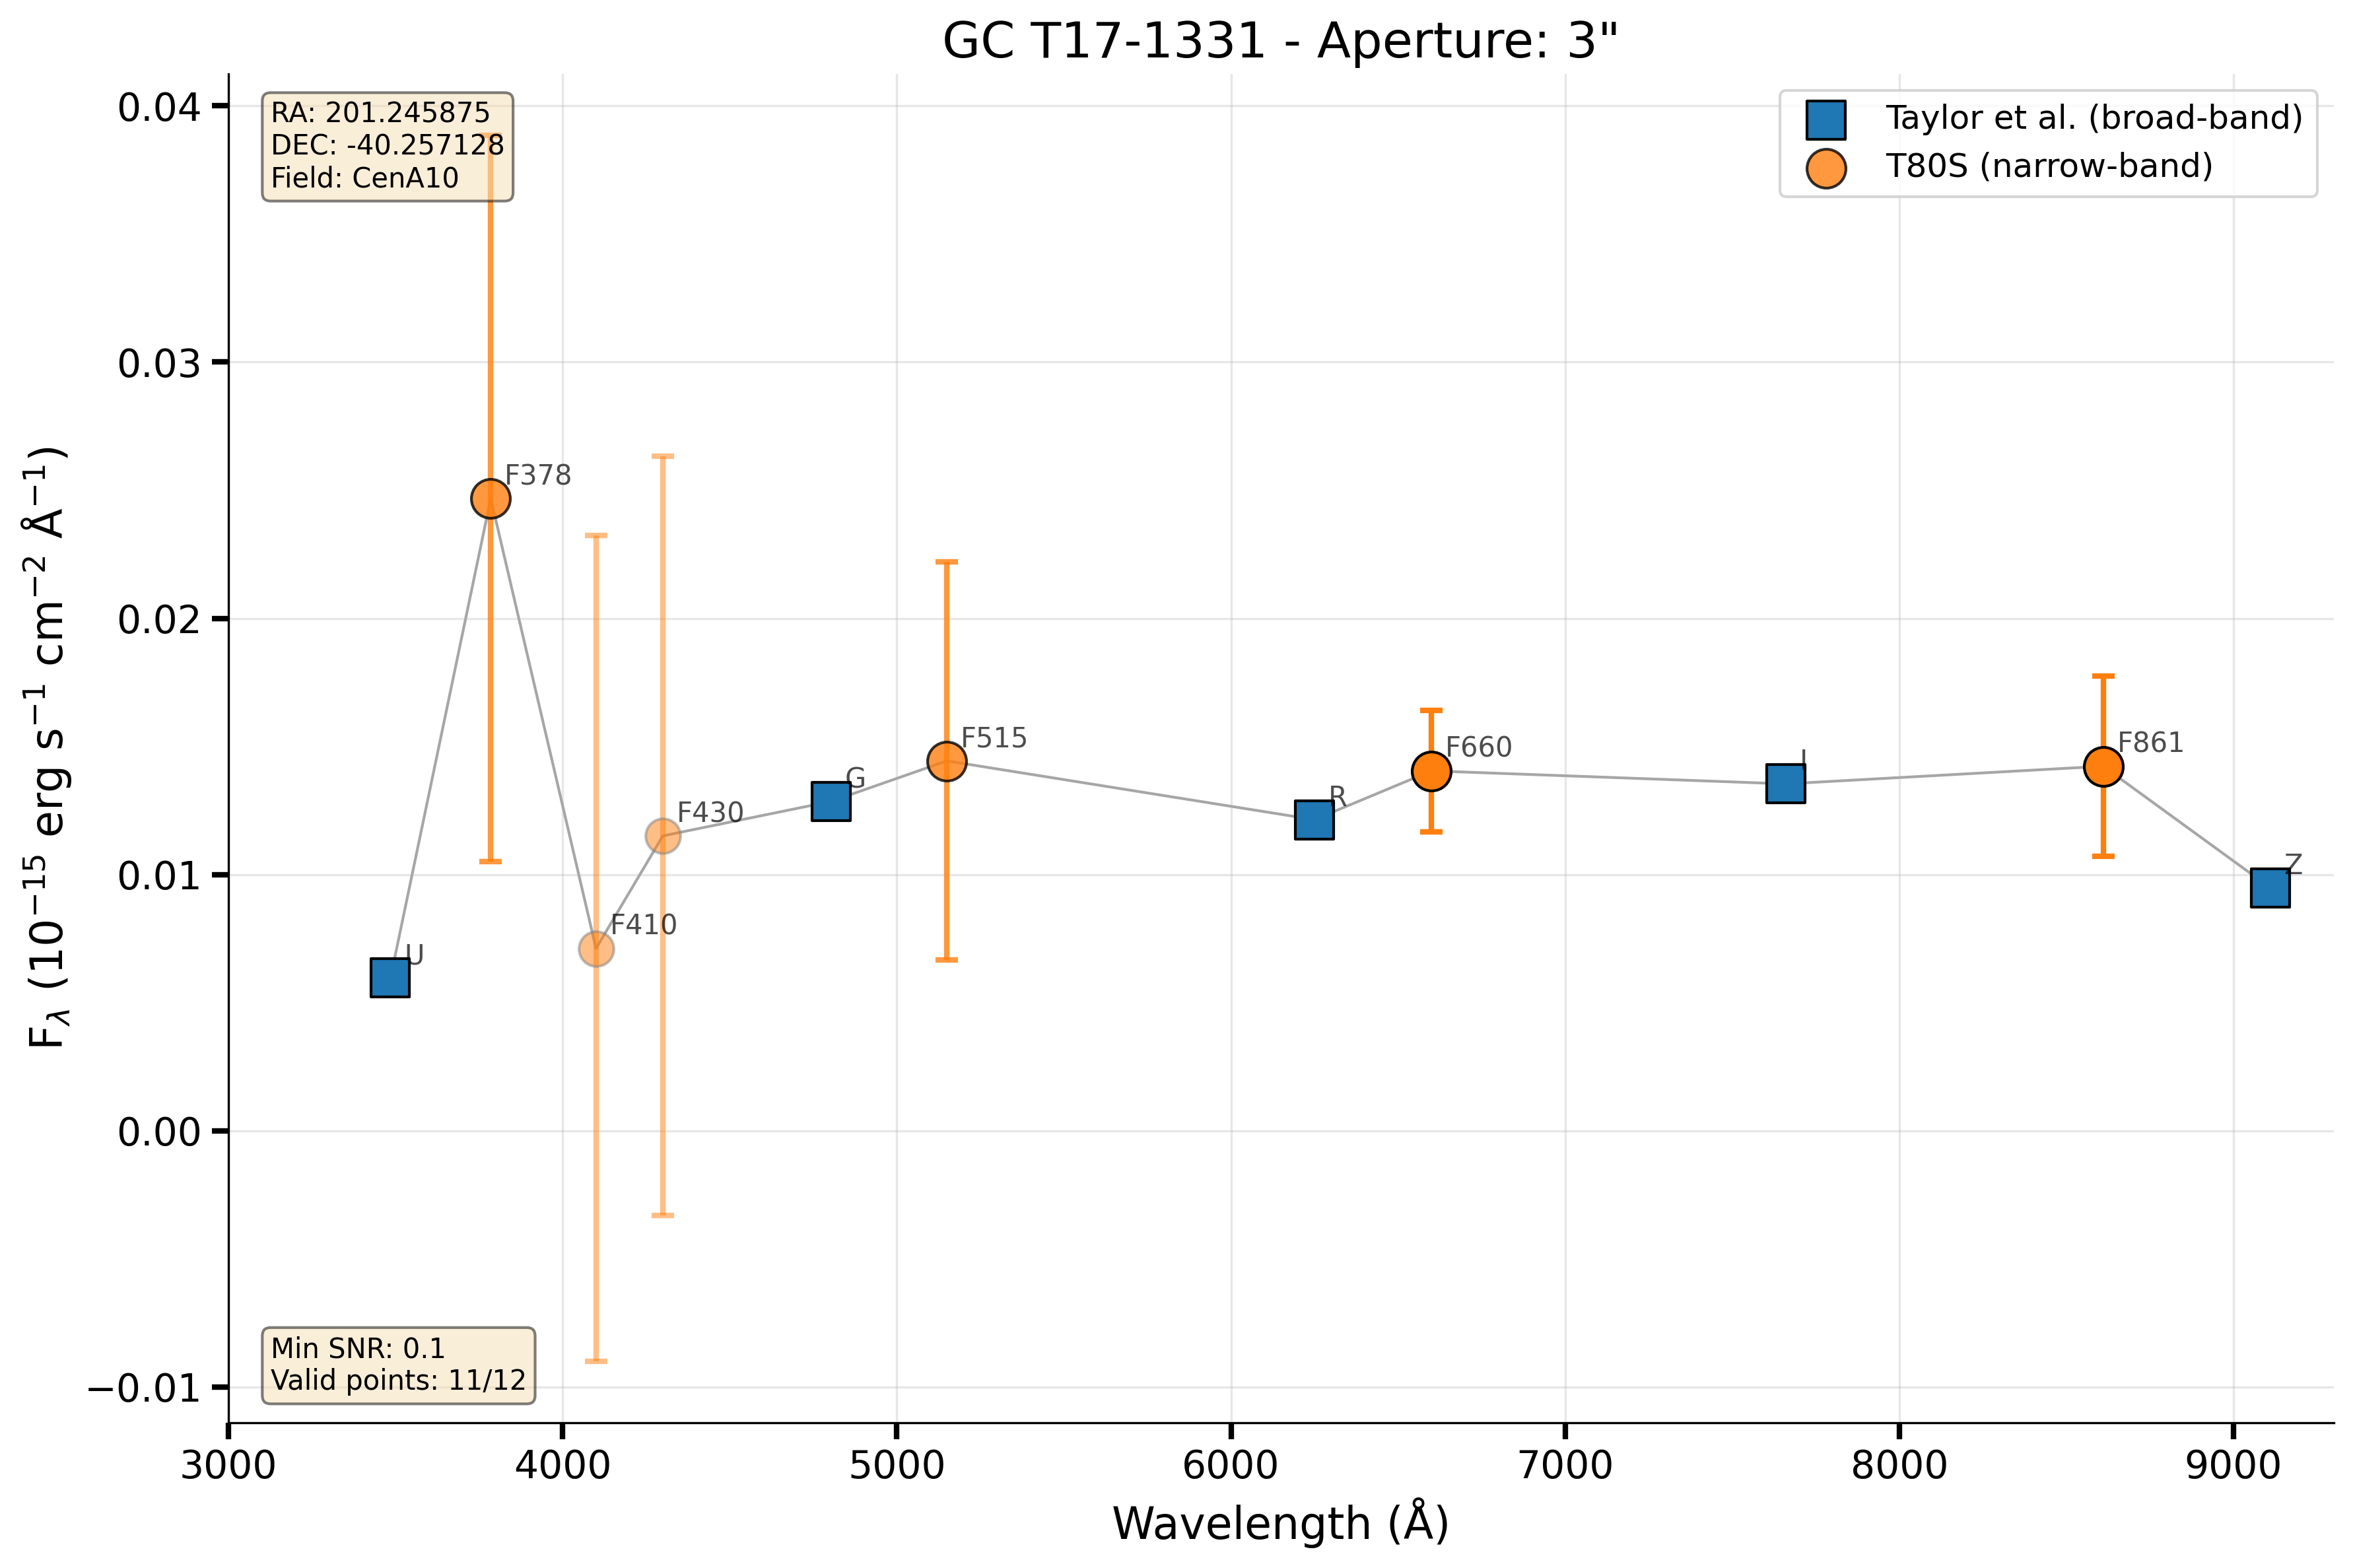 GC T17-1331 - Aperture: 3"
RA: 201.245875
DEC: -40.257128
Field: CenA10
Taylor et al. (broad-band)
T80S (narrow-band)
0.04
0.03
0.02
0.01
0.00
−0.01
F378
F430
F410
U
G
F515
R
F660
I
F861
Z
Min SNR: 0.1
Valid points: 11/12
3000 4000 5000 6000 7000 8000 9000
Wavelength (Å)
Fλ (10⁻¹⁵ erg s⁻¹ cm⁻² Å⁻¹)